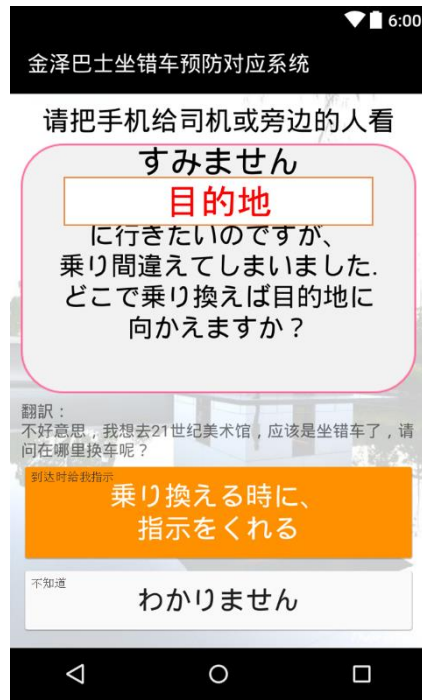 6:00
金泽巴士坐错车预防对应系统
请把手机给司机或旁边的人看
すみません
目的地
に行きたいのですが、
乗り間違えてしまいました.
どこで乗り換えば目的地に
向かえますか？
翻訳：
不好意思，我想去21世纪美术馆，应该是坐错车了，请
问在哪里换车呢？
到达时给我指示
乗り換える時に、
指示をくれる
不知道
わかりません